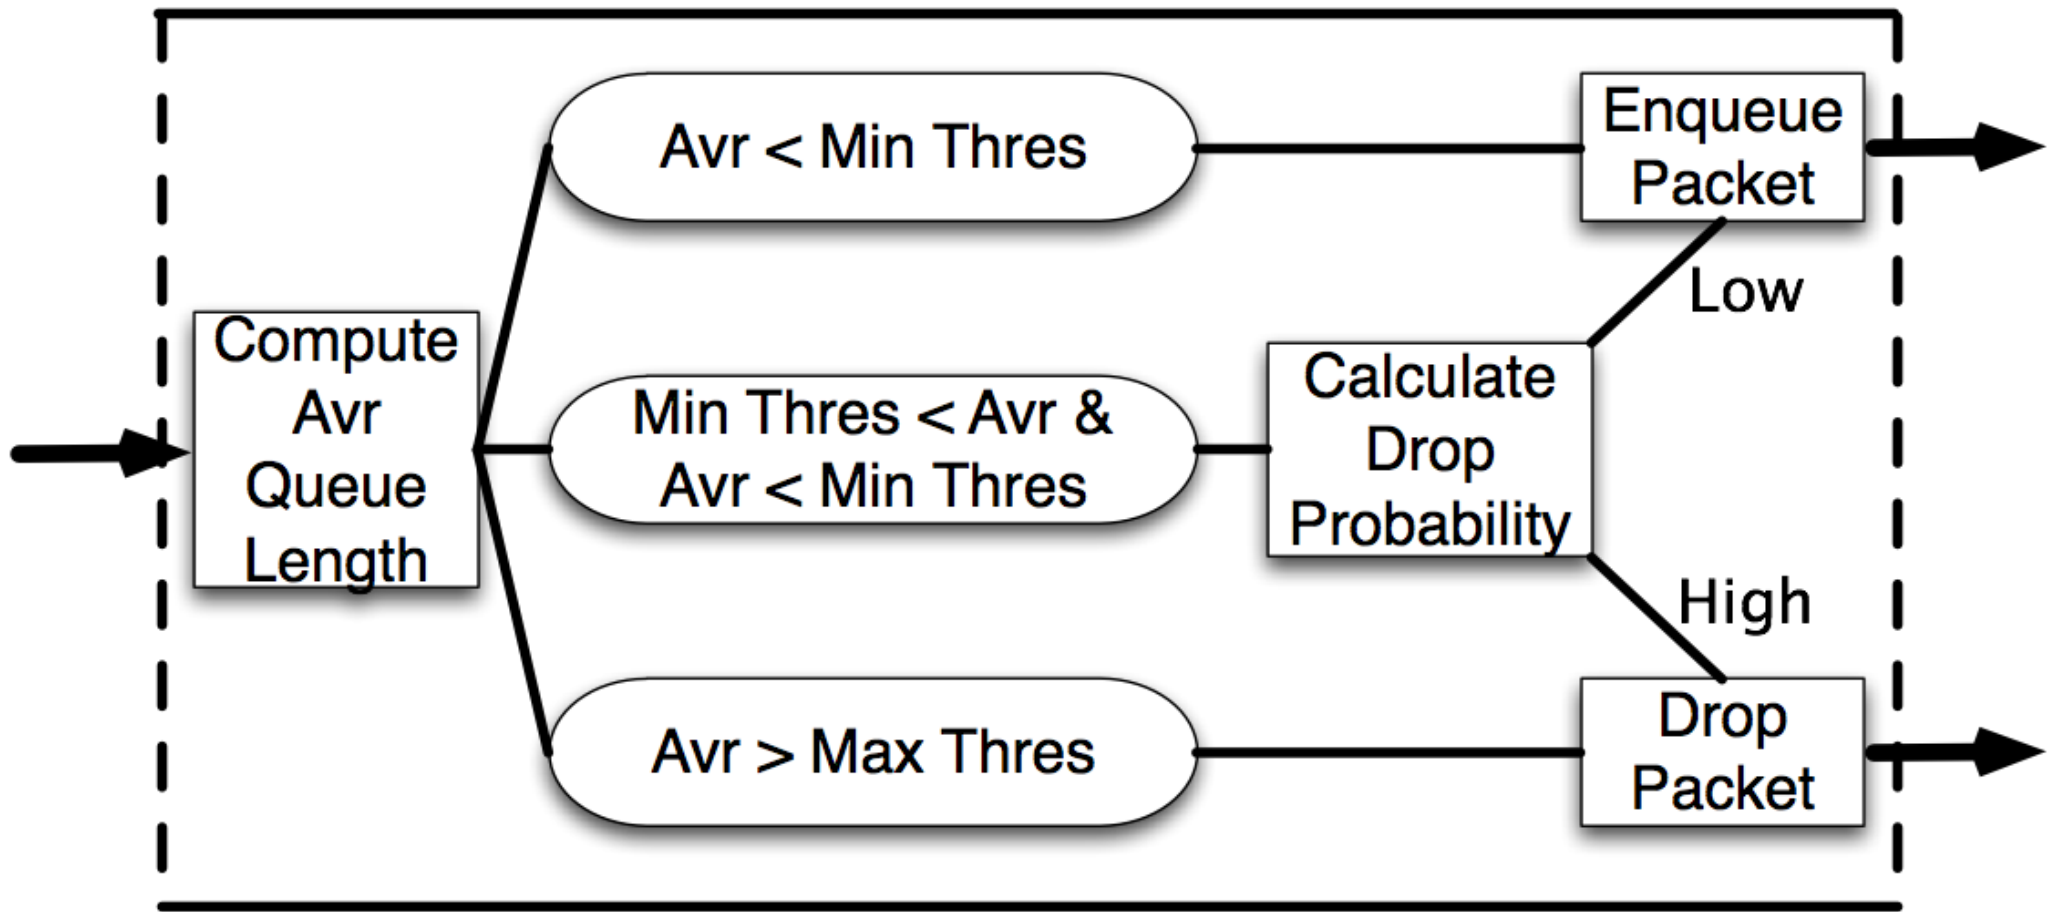 Compute
Avr
Queue
Length
Avr < Min Thres
Min Thres < Avr &
Avr < Min Thres
Avr > Max Thres
Calculate
Drop
Probability
Low
High
Enqueue
Packet
Drop
Packet